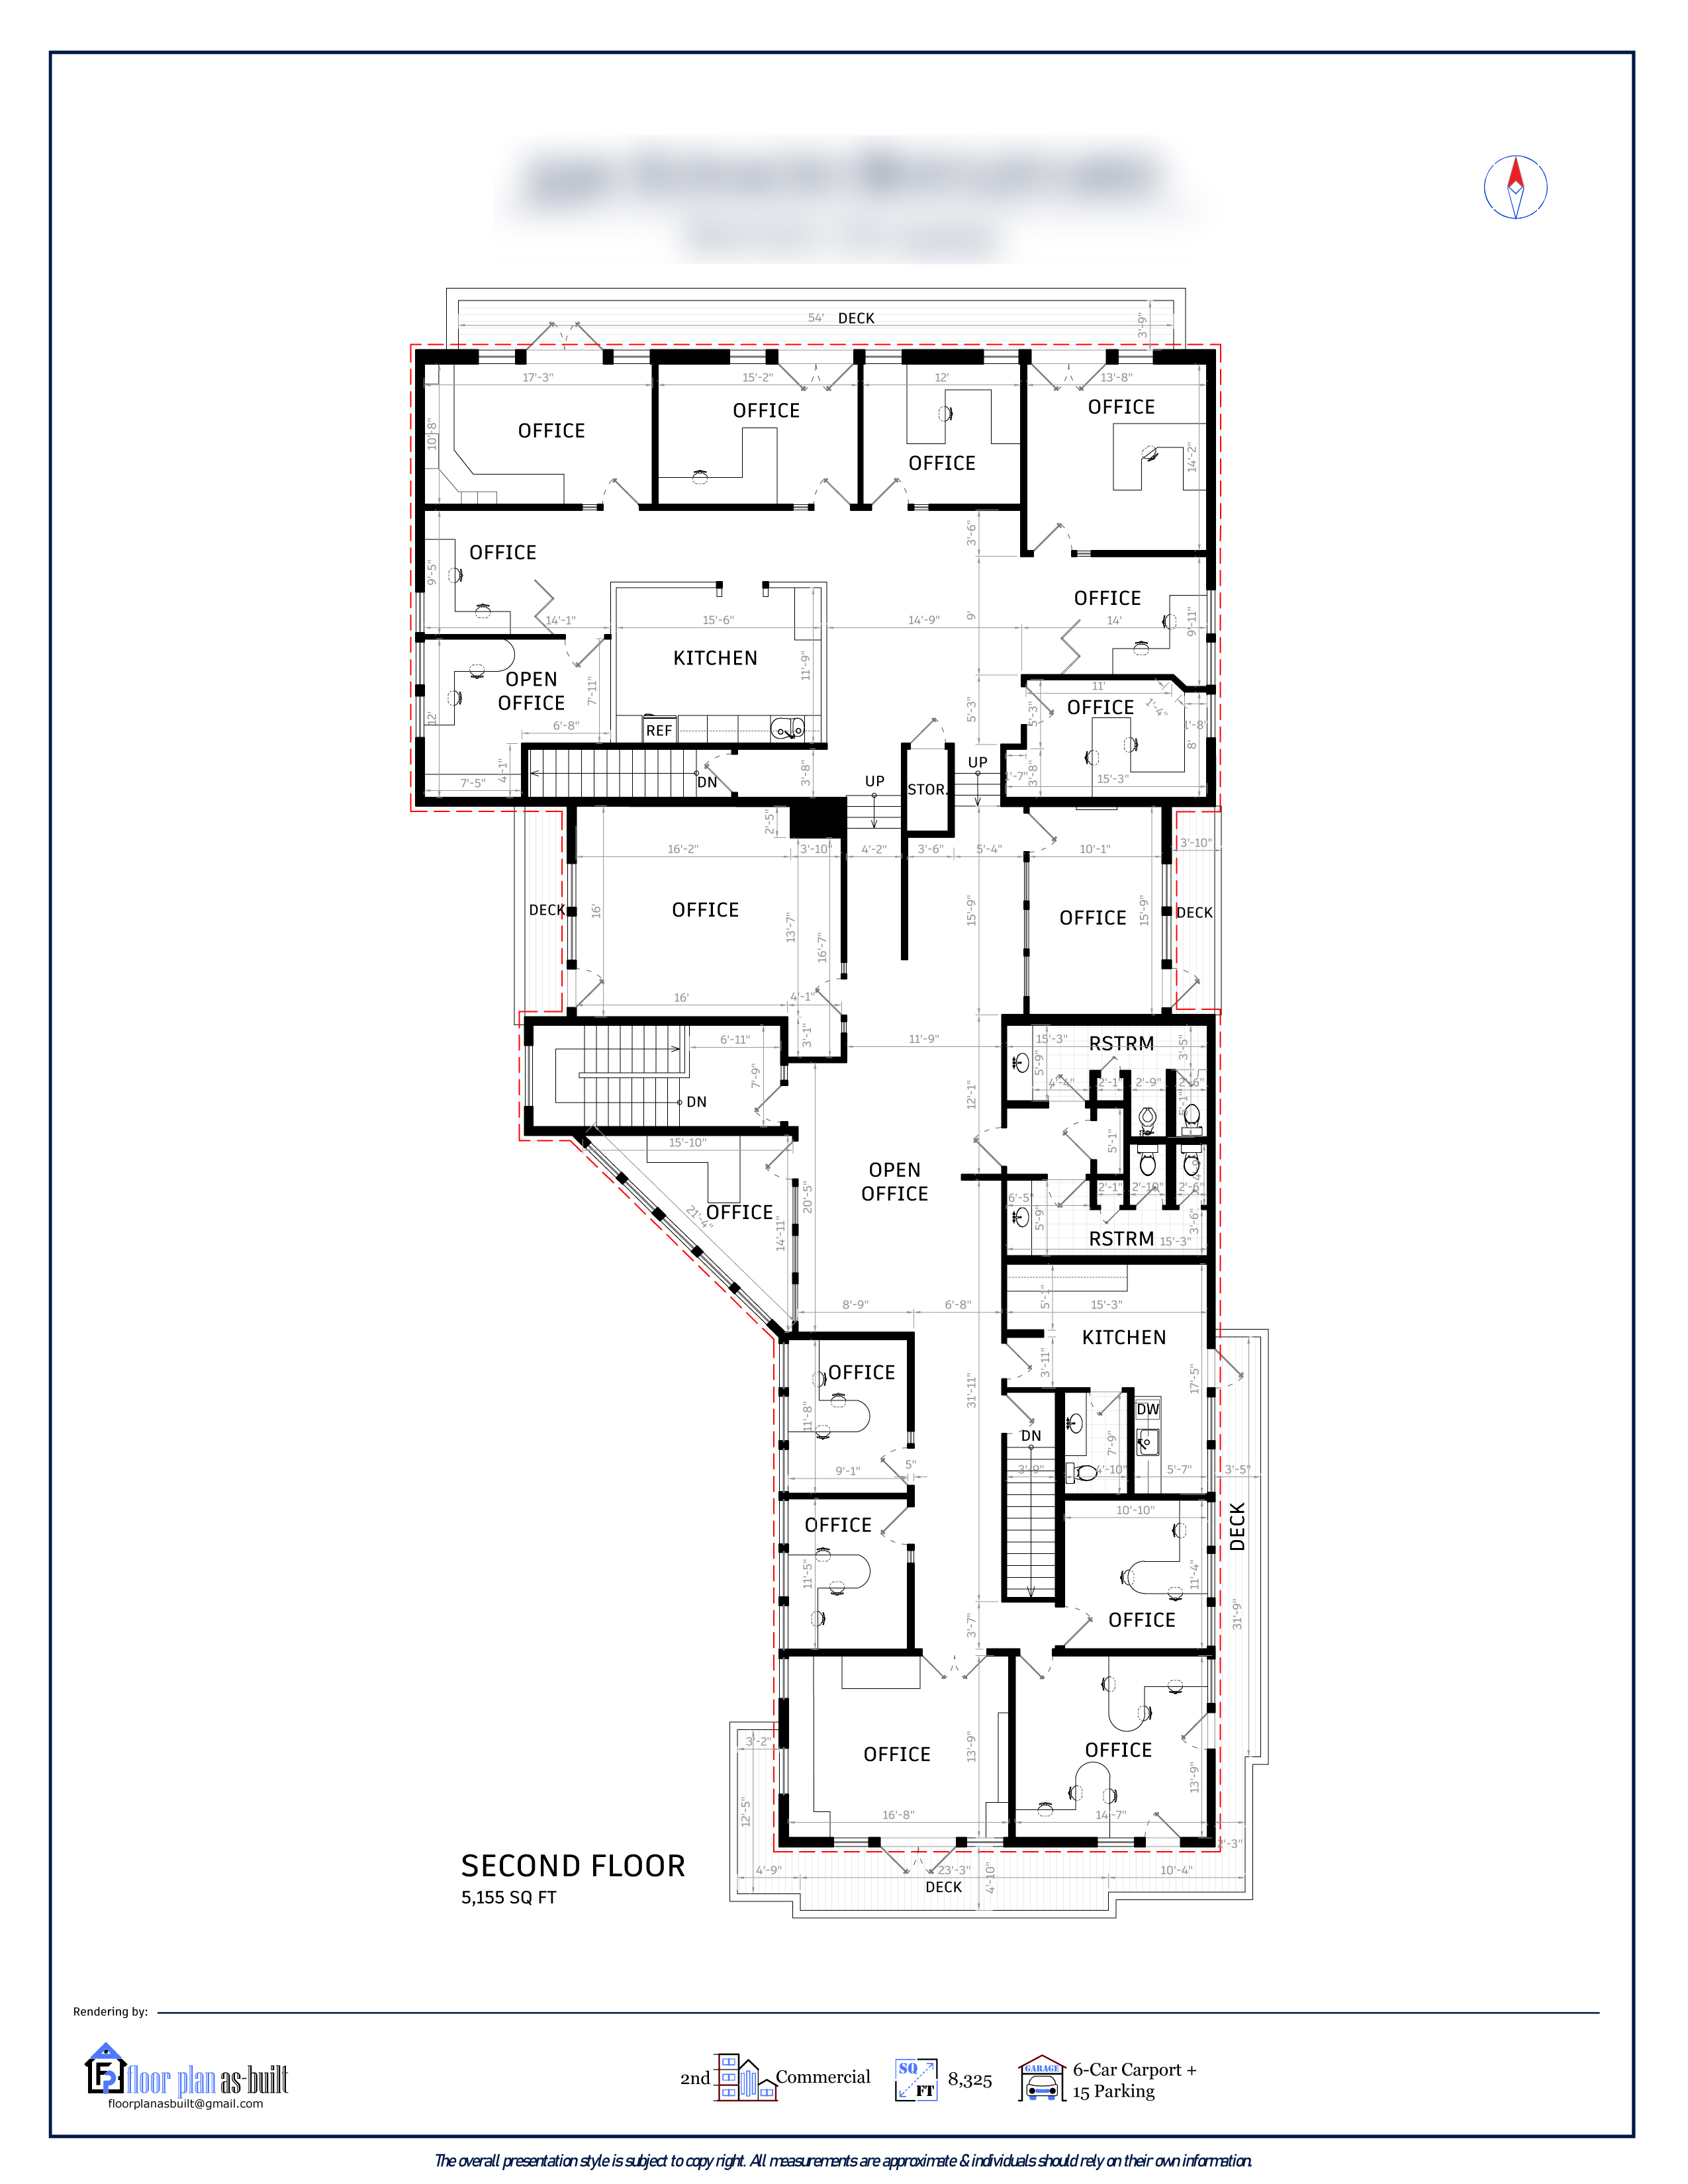 54'
DECK
3'-9"
17'-3"
15'-2"
12'
13'-8"
OFFICE
OFFICE
OFFICE
OFFICE
10'-8"
14'-2"
OFFICE
3'-6"
9'-5"
OFFICE
9'
9'-11"
14'-1"
15'-6"
14'-9"
14'
KITCHEN
11'-9"
OPEN
OFFICE
7'-11"
12'
6'-8"
REF
11'
OFFICE
1'-4"
5'-3"
5'-3"
1'-8"
8'
UP
7'-5"
4'-1"
DN
3'-8"
UP
STOR.
1'-7"
3'-8"
15'-3"
2'-5"
16'-2"
3'-10"
4'-2"
3'-6"
5'-4"
10'-1"
3'-10"
DECK
16'
OFFICE
13'-7"
16'-7"
15'-9"
OFFICE
15'-9"
DECK
16'
4'-1"
3'-1"
6'-11"
7'-9"
DN
11'-9"
15'-3"
RSTRM
3'-5"
5'-9"
4'-4"
2'-1"
2'-9"
2'-6"
12'-1"
5'-1"
5'-1"
15'-10"
OPEN
OFFICE
20'-5"
21'-4"
OFFICE
14'-11"
6'-5"
2'-1"
2'-10"
2'-6"
4'-9"
5'-9"
3'-6"
RSTRM
15'-3"
8'-9"
6'-8"
5'-1"
15'-3"
KITCHEN
3'-11"
17'-5"
OFFICE
11'-8"
31'-11"
DW
DN
7'-9"
9'-1"
5"
3'-9"
4'-10"
5'-7"
3'-5"
10'-10"
DECK
OFFICE
11'-5"
11'-4"
OFFICE
3'-7"
31'-9"
3'-2"
OFFICE
13'-9"
OFFICE
13'-9"
12'-5"
16'-8"
14'-7"
2'-3"
SECOND FLOOR
5,155 SQ FT
4'-9"
23'-3"
4'-10"
10'-4"
DECK
Rendering by:
FP
floor plan as-built
floorplanasbuilt@gmail.com
2nd
Commercial
SQ
FT
8,325
GARAGE
6-Car Carport +
15 Parking
The overall presentation style is subject to copy right. All measurements are approximate & individuals should rely on their own information.